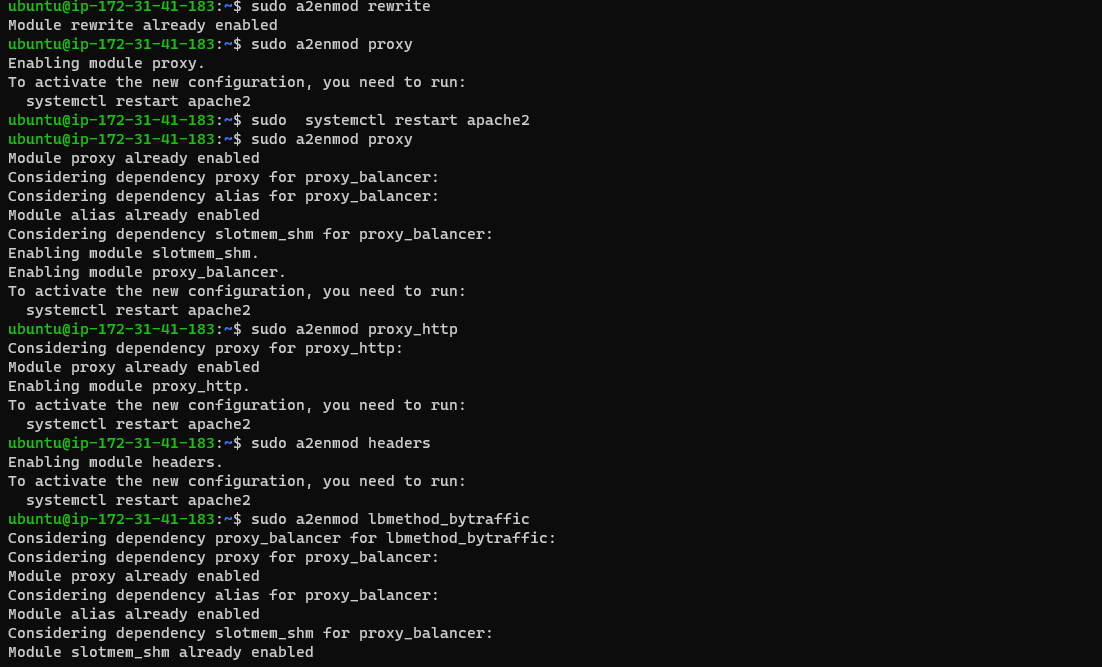 ubuntu@ip-172-31-41-183:~$ sudo a2enmod rewrite
Module rewrite already enabled
ubuntu@ip-172-31-41-183:~$ sudo a2enmod proxy
Enabling module proxy.
To activate the new configuration, you need to run:
  systemctl restart apache2
ubuntu@ip-172-31-41-183:~$ sudo  systemctl restart apache2
ubuntu@ip-172-31-41-183:~$ sudo a2enmod proxy
Module proxy already enabled
Considering dependency proxy for proxy_balancer:
Considering dependency alias for proxy_balancer:
Module alias already enabled
Considering dependency slotmem_shm for proxy_balancer:
Enabling module slotmem_shm.
Enabling module proxy_balancer.
To activate the new configuration, you need to run:
  systemctl restart apache2
ubuntu@ip-172-31-41-183:~$ sudo a2enmod proxy_http
Considering dependency proxy for proxy_http:
Module proxy already enabled
Enabling module proxy_http.
To activate the new configuration, you need to run:
  systemctl restart apache2
ubuntu@ip-172-31-41-183:~$ sudo a2enmod headers
Enabling module headers.
To activate the new configuration, you need to run:
  systemctl restart apache2
ubuntu@ip-172-31-41-183:~$ sudo a2enmod lbmethod_bytraffic
Considering dependency proxy_balancer for lbmethod_bytraffic:
Considering dependency proxy for proxy_balancer:
Module proxy already enabled
Considering dependency alias for proxy_balancer:
Module alias already enabled
Considering dependency slotmem_shm for proxy_balancer:
Module slotmem_shm already enabled